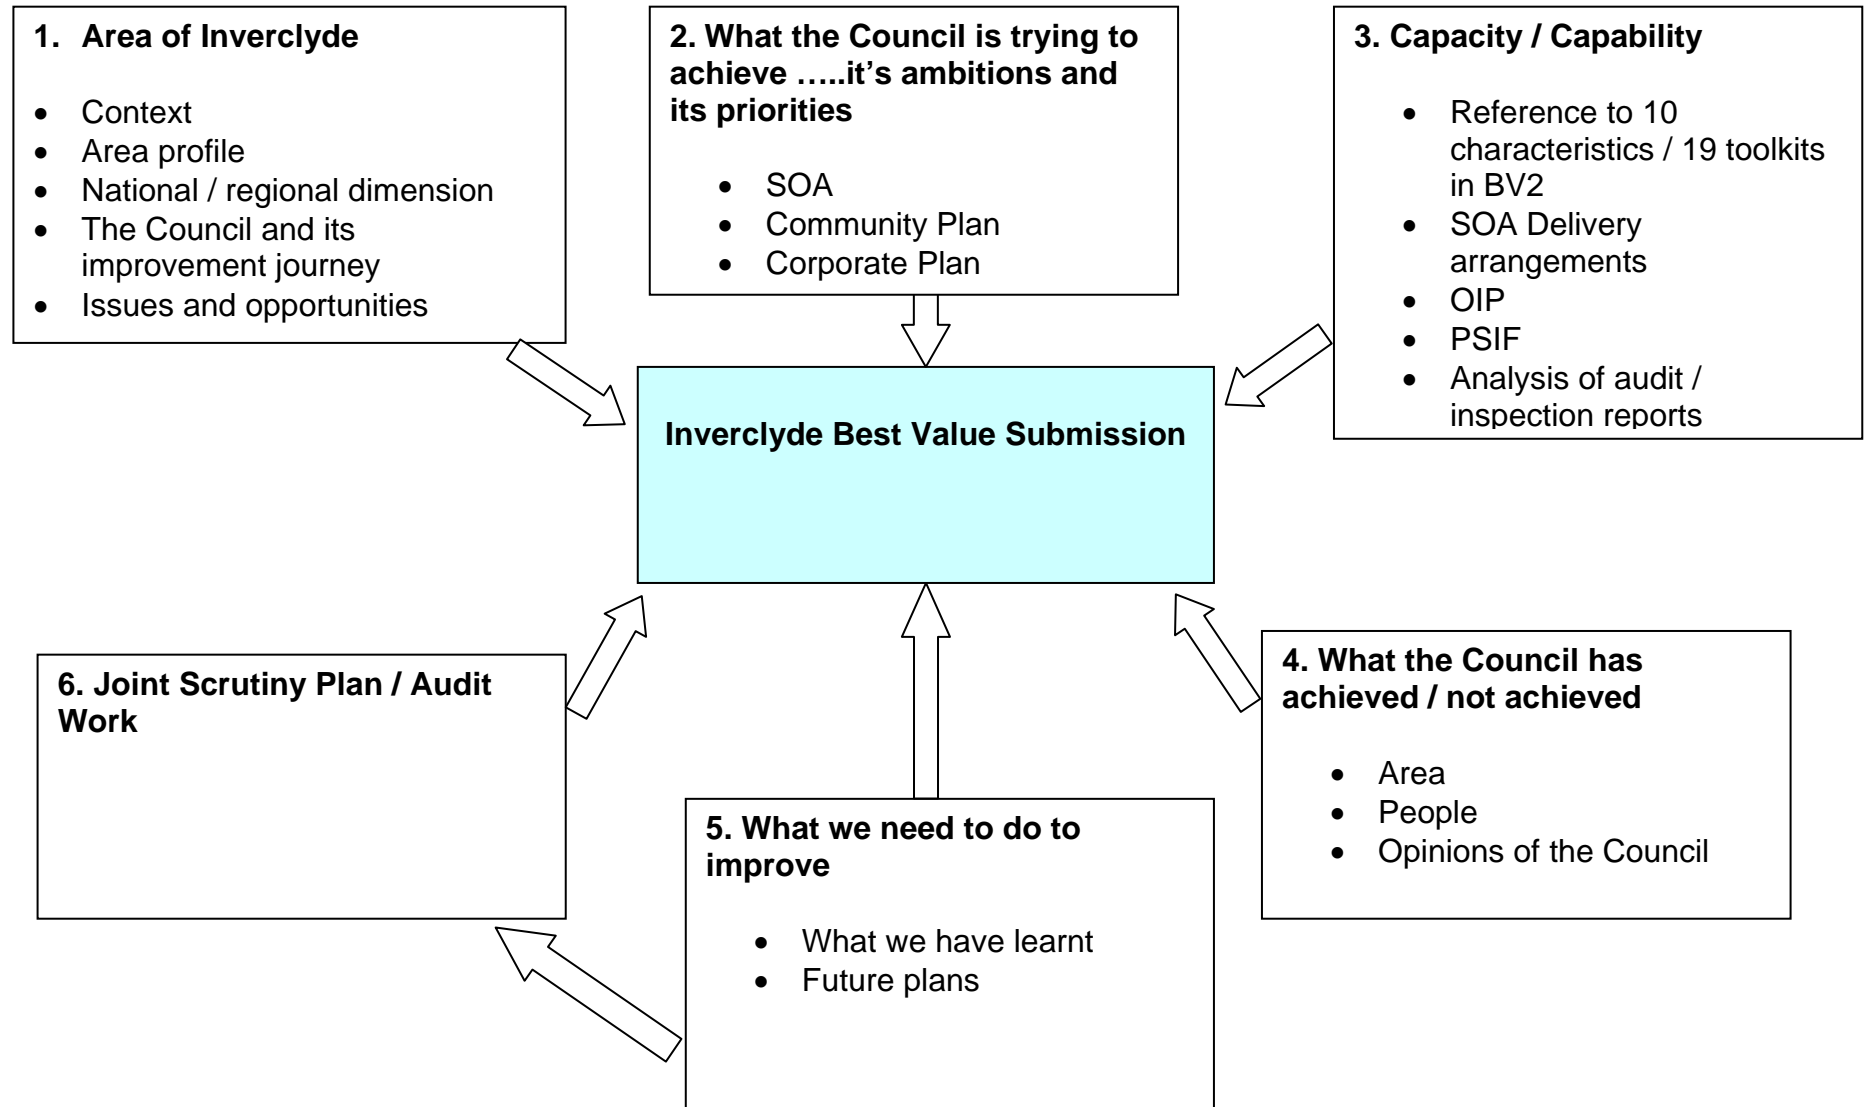 1. Area of Inverclyde
• Context
• Area profile
• National / regional dimension
• The Council and its
improvement journey
• Issues and opportunities
2. What the Council is trying to
achieve …..it’s ambitions and
its priorities
• SOA
• Community Plan
• Corporate Plan
3. Capacity / Capability
• Reference to 10
characteristics / 19 toolkits
in BV2
• SOA Delivery
arrangements
• OIP
• PSIF
• Analysis of audit /
inspection reports
Inverclyde Best Value Submission
4. What the Council has
achieved / not achieved
• Area
• People
• Opinions of the Council
5. What we need to do to
improve
• What we have learnt
• Future plans
6. Joint Scrutiny Plan / Audit
Work